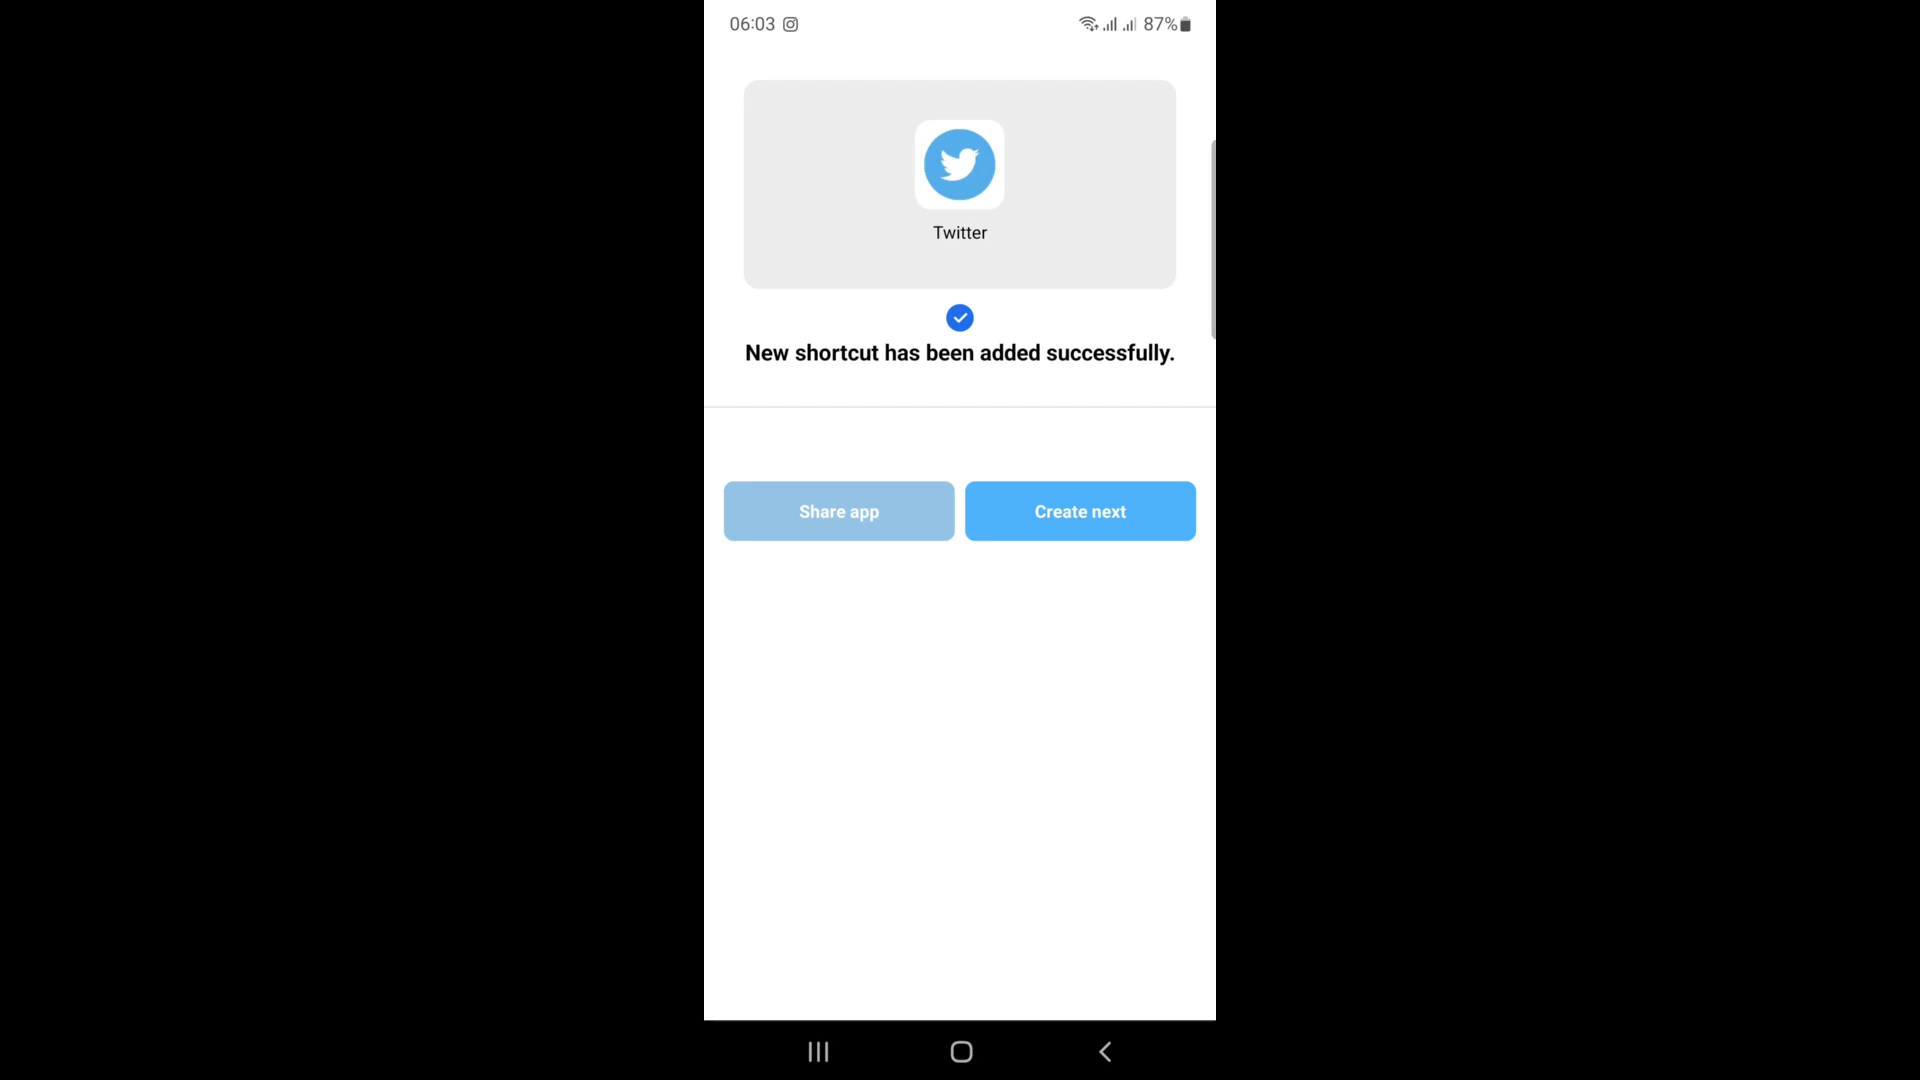 06:03 87%
Twitter
New shortcut has been added successfully.
Share app Create next